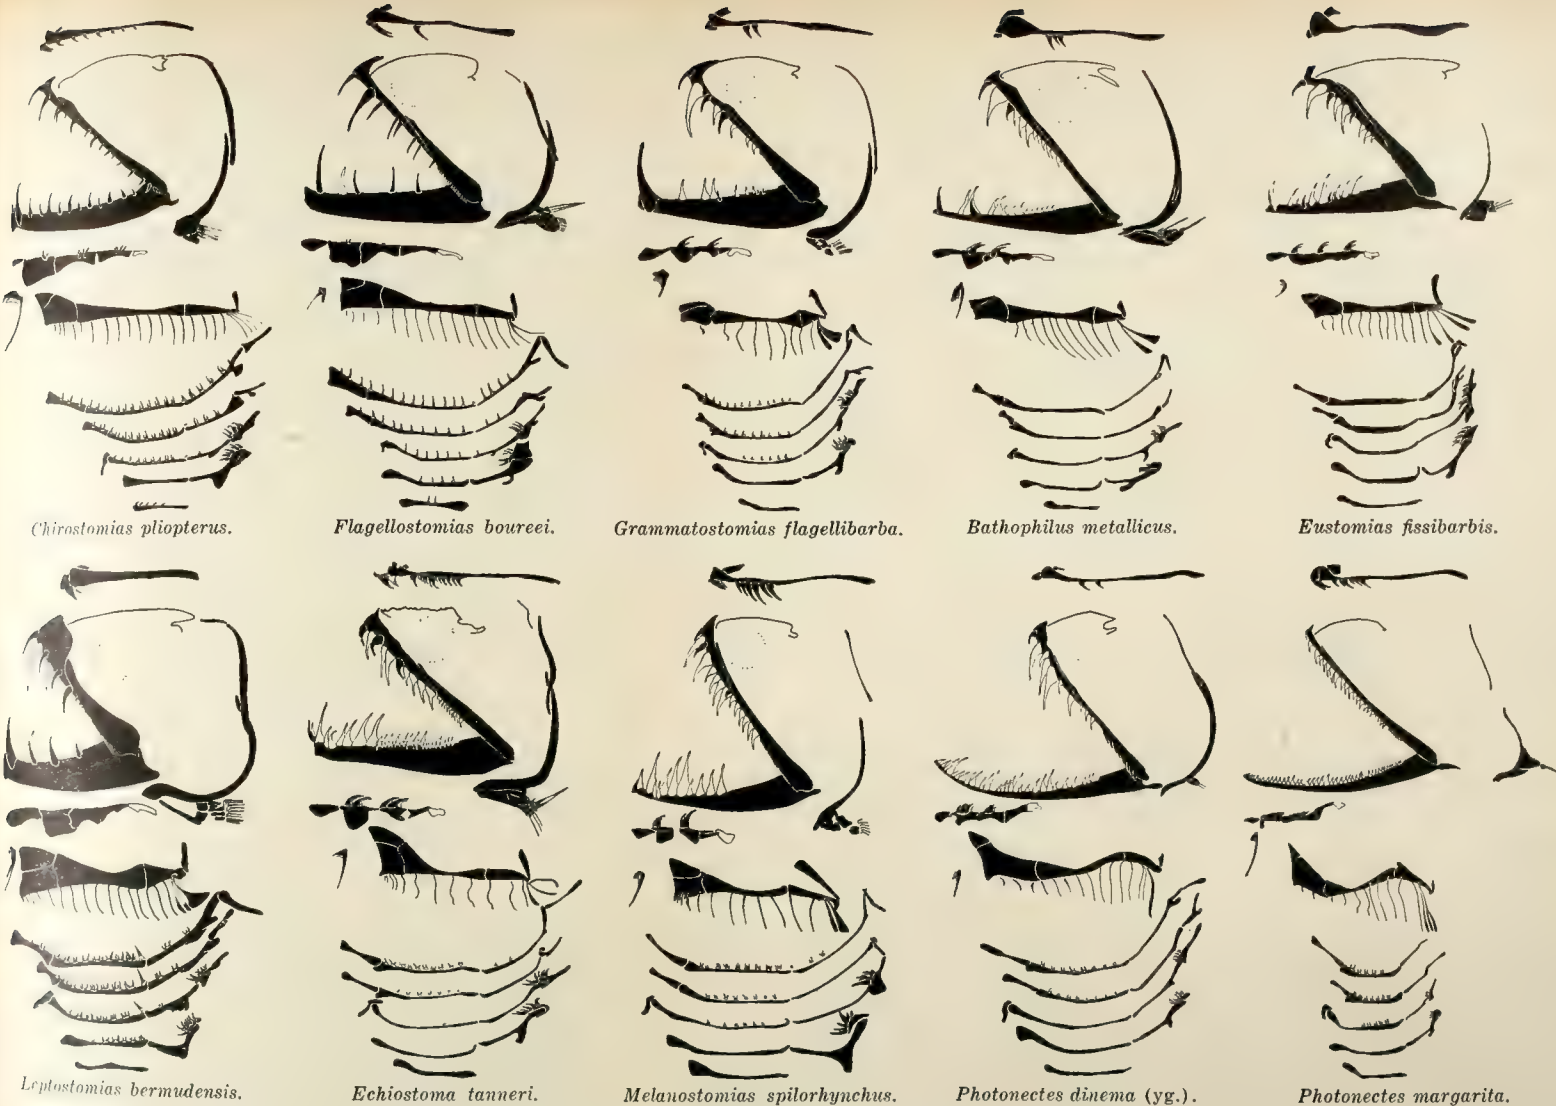 Chirostomias pliopterus.
Flagellostomias boureei.
Grammatostomias flagellibarba.
Bathophilus metallicus.
Eustomias fissibarbis.
Leptostomias bermudensis.
Echiostoma tanneri.
Melanostomias spilorhynchus.
Photonectes dinema (yg.).
Photonectes margarita.